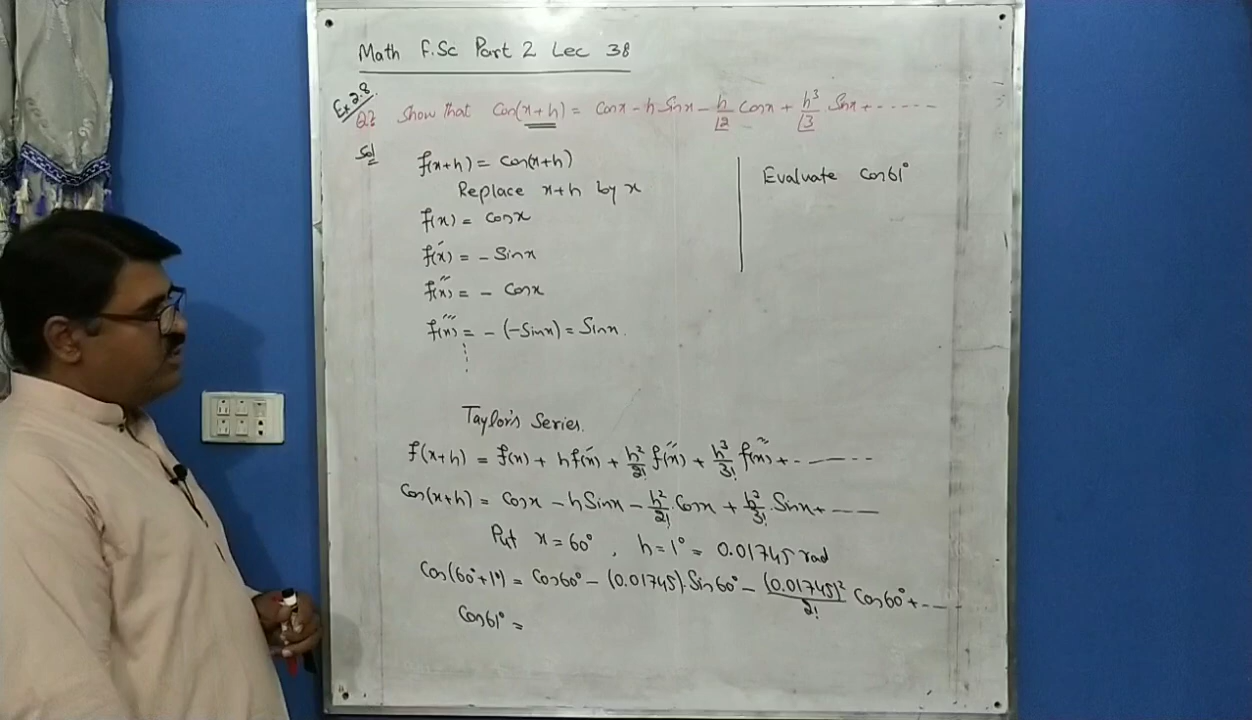 Math F.Sc Part 2 Lec 38
Ex 2.8
Q3 Show that Cos(x+h) = Cosx - h Sinx - h/⌊2 Cosx + h³/⌊3 Sinx + ......
Sol
f(x+h) = Cos(x+h)
Replace x+h by x
f(x) = Cosx
f′(x) = - Sinx
f″(x) = - Cosx
f‴(x) = - (-Sinx) = Sinx.
Evaluate Cos61°
Taylor's Series.
f(x+h) = f(x) + hf′(x) + h²/2! f″(x) + h³/3! f‴(x) + ------
Cos(x+h) = Cosx - hSinx - h²/2! Cosx + h³/3! Sinx + ----
Put x = 60° , h = 1° = 0.01745 rad
Cos(60°+1°) = Cos60° - (0.01745).Sin60° - (0.01745)²/2! Cos60° + ----
Cos61° =